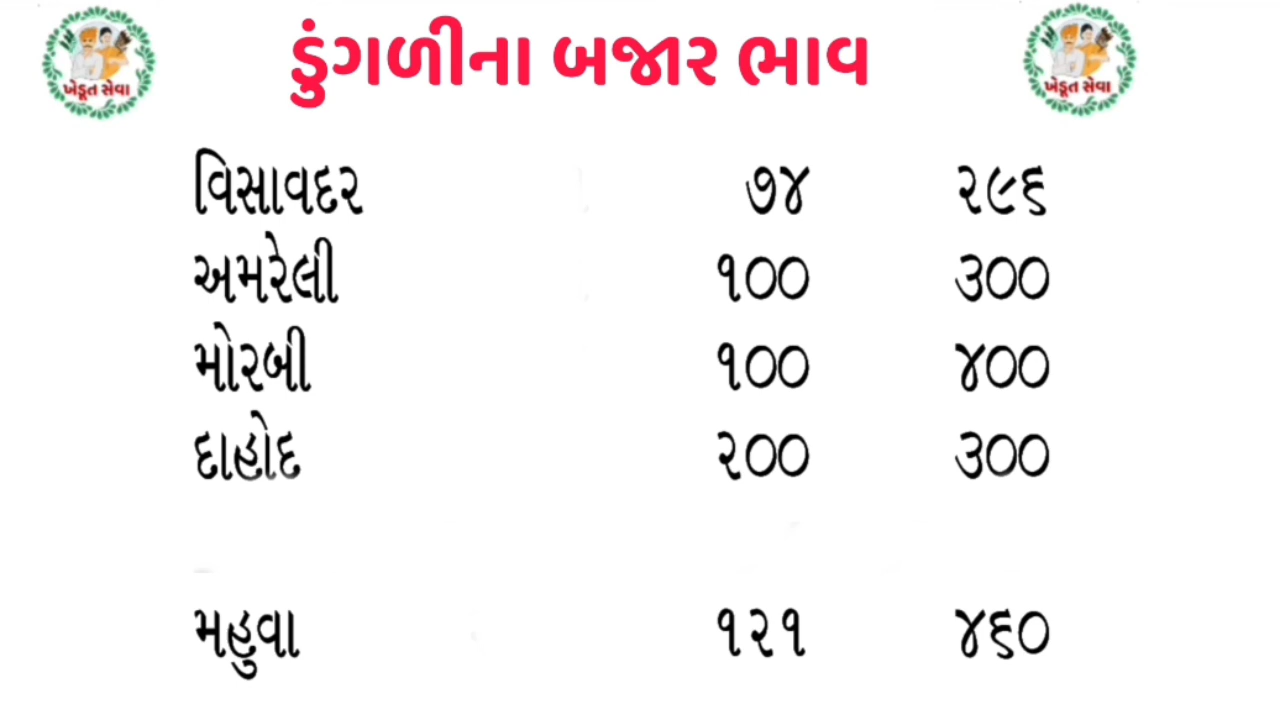 ડુંગળીના બજાર ભાવ
ખેડૂત સેવા
ખેડૂત સેવા
વિસાવદર ૭૪ ૨૯૬
અમરેલી ૧૦૦ ૩૦૦
મોરબી ૧૦૦ ૪૦૦
દાહોદ ૨૦૦ ૩૦૦
મહુવા ૧૨૧ ૪૬૦